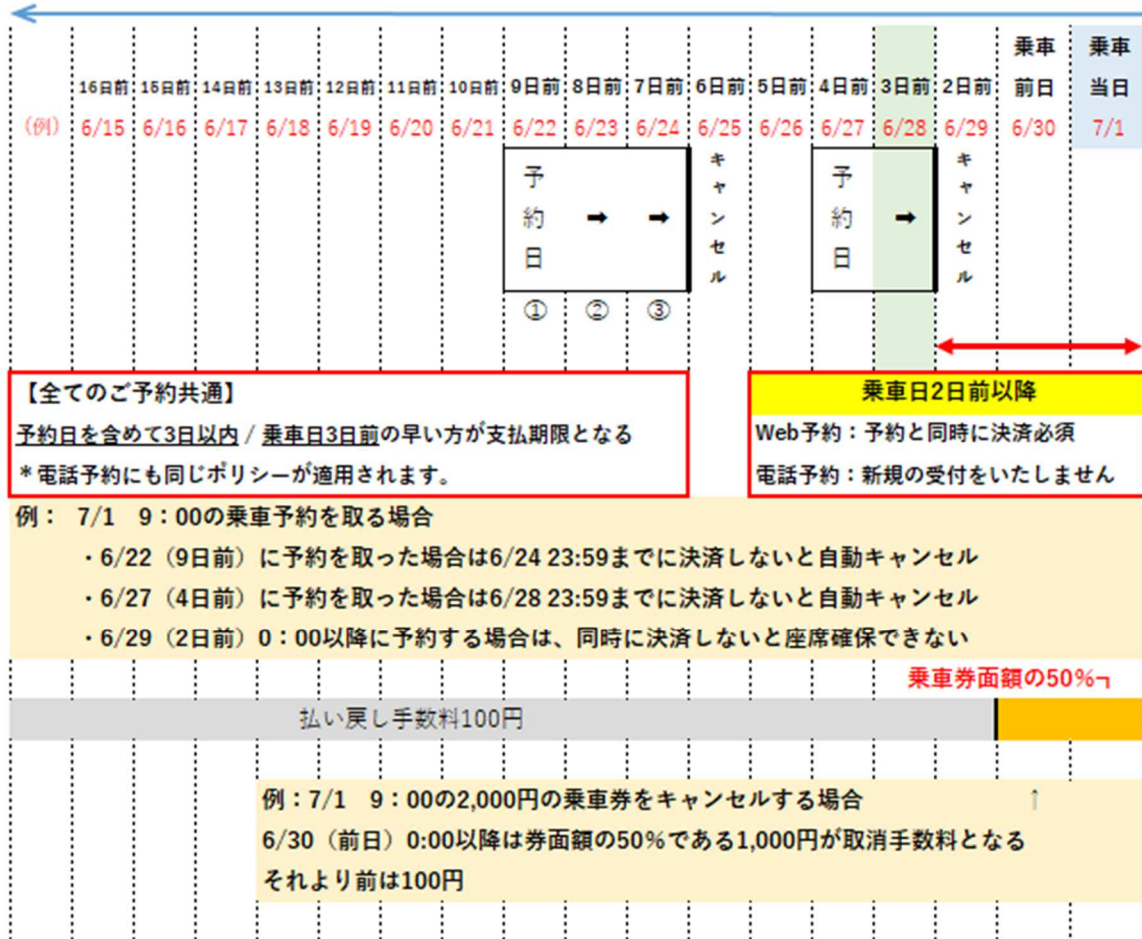 乗車 乗車
16日前 15日前 14日前 13日前 12日前 11日前 10日前 9日前 8日前 7日前 6日前 5日前 4日前 3日前 2日前 前日 当日
(例) 6/15 6/16 6/17 6/18 6/19 6/20 6/21 6/22 6/23 6/24 6/25 6/26 6/27 6/28 6/29 6/30 7/1
予約日 ➡ ➡
キャンセル
予約日 ➡
キャンセル
① ② ③
【全てのご予約共通】
予約日を含めて3日以内 / 乗車日3日前の早い方が支払期限となる
*電話予約にも同じポリシーが適用されます。
乗車日2日前以降
Web予約:予約と同時に決済必須
電話予約:新規の受付をいたしません
例: 7/1 9:00の乗車予約を取る場合
・6/22(9日前)に予約を取った場合は6/24 23:59までに決済しないと自動キャンセル
・6/27(4日前)に予約を取った場合は6/28 23:59までに決済しないと自動キャンセル
・6/29(2日前)0:00以降に予約する場合は、同時に決済しないと座席確保できない
乗車券面額の50%┓
払い戻し手数料100円
例:7/1 9:00の2,000円の乗車券をキャンセルする場合 ↑
6/30(前日)0:00以降は券面額の50%である1,000円が取消手数料となる
それより前は100円